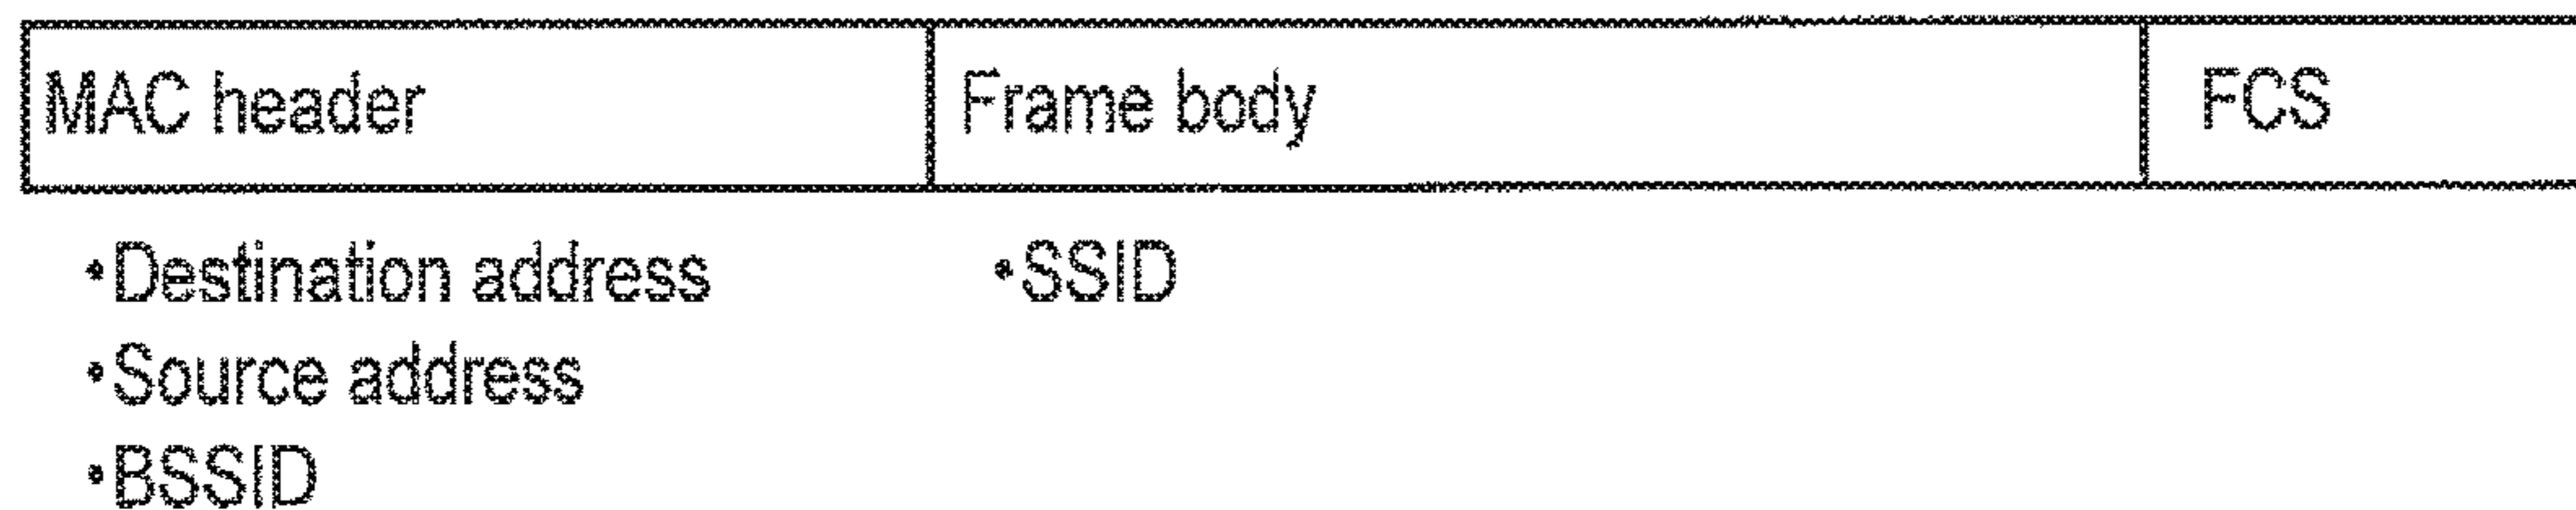 MAC header Frame body FCS
•Destination address •SSID
•Source address
•BSSID